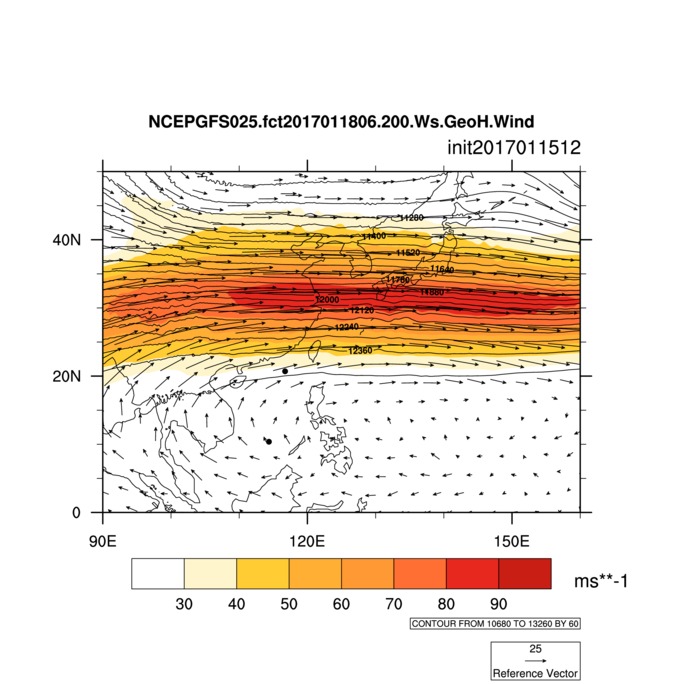 NCEPGFS025.fct2017011806.200.Ws.GeoH.Wind
init2017011512
11280
11400
40N
11520
11640
11760
11880
12000
12120
12240
12360
20N
0
90E 120E 150E
ms**-1
30 40 50 60 70 80 90
CONTOUR FROM 10680 TO 13260 BY 60
25
Reference Vector